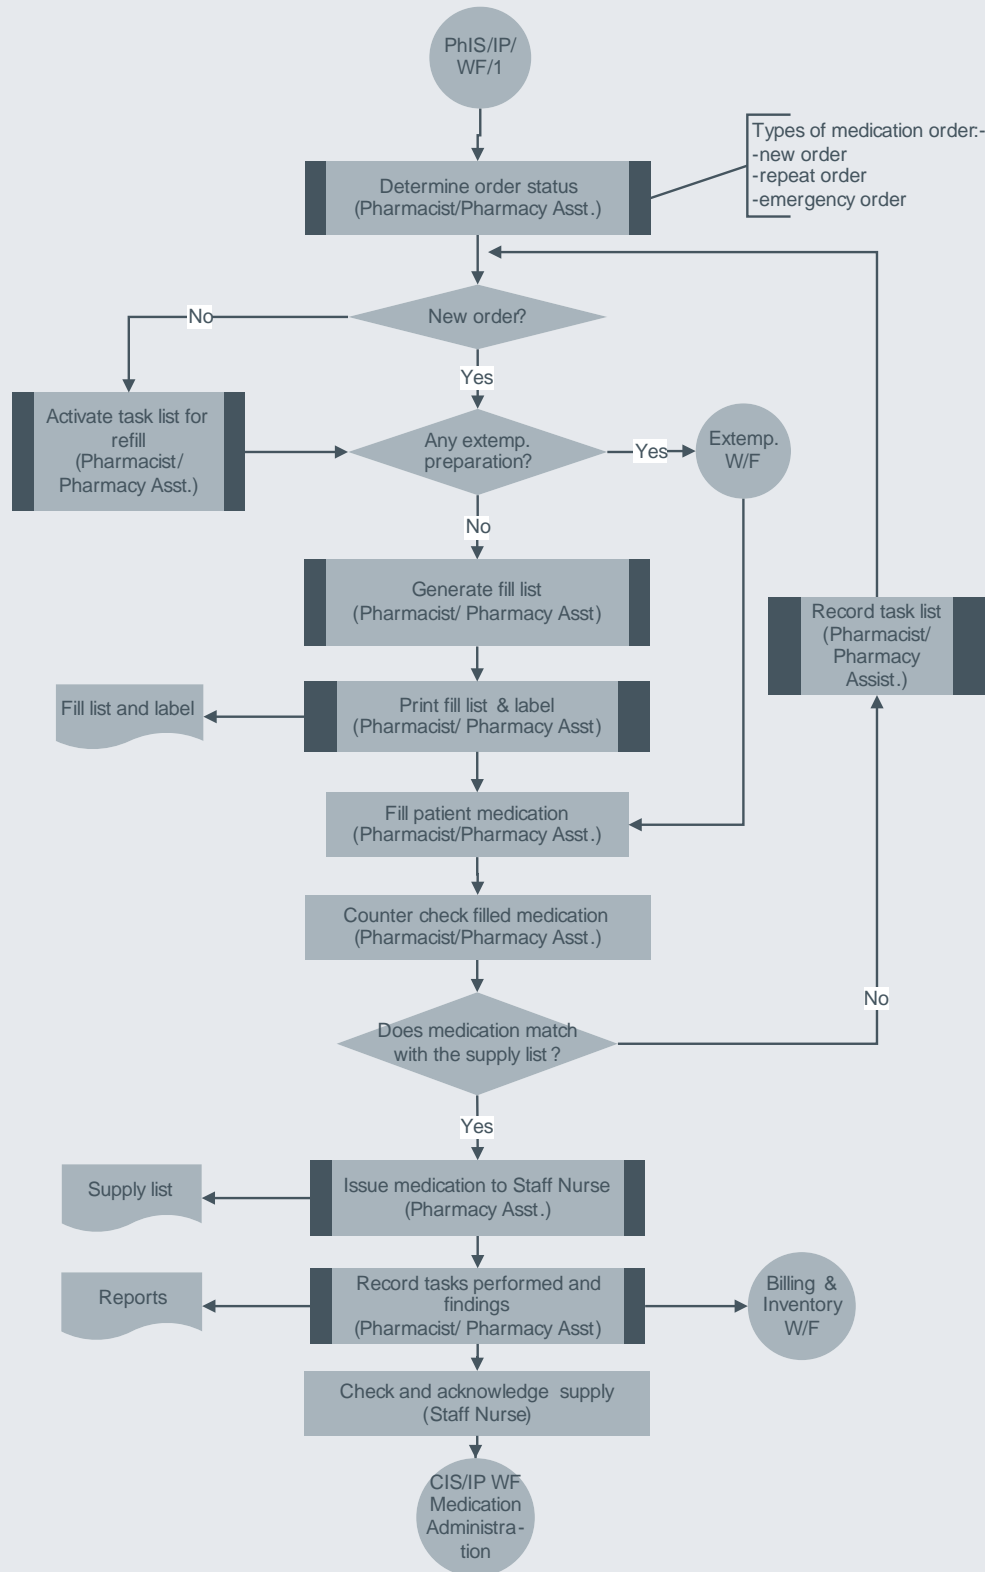 PhIS/IP/
WF/1
Types of medication order:-
-new order
-repeat order
-emergency order
Determine order status
(Pharmacist/Pharmacy Asst.)
New order?
No
Yes
Activate task list for
refill
(Pharmacist/
Pharmacy Asst.)
Any extemp.
preparation?
Yes
Extemp.
W/F
No
Generate fill list
(Pharmacist/ Pharmacy Asst)
Record task list
(Pharmacist/
Pharmacy
Assist.)
Print fill list & label
(Pharmacist/ Pharmacy Asst)
Fill list and label
Fill patient medication
(Pharmacist/Pharmacy Asst.)
Counter check filled medication
(Pharmacist/Pharmacy Asst.)
No
Does medication match
with the supply list ?
Yes
Issue medication to Staff Nurse
(Pharmacy Asst.)
Supply list
Record tasks performed and
findings
(Pharmacist/ Pharmacy Asst)
Reports
Billing &
Inventory
W/F
Check and acknowledge supply
(Staff Nurse)
CIS/IP WF
Medication
Administra-
tion